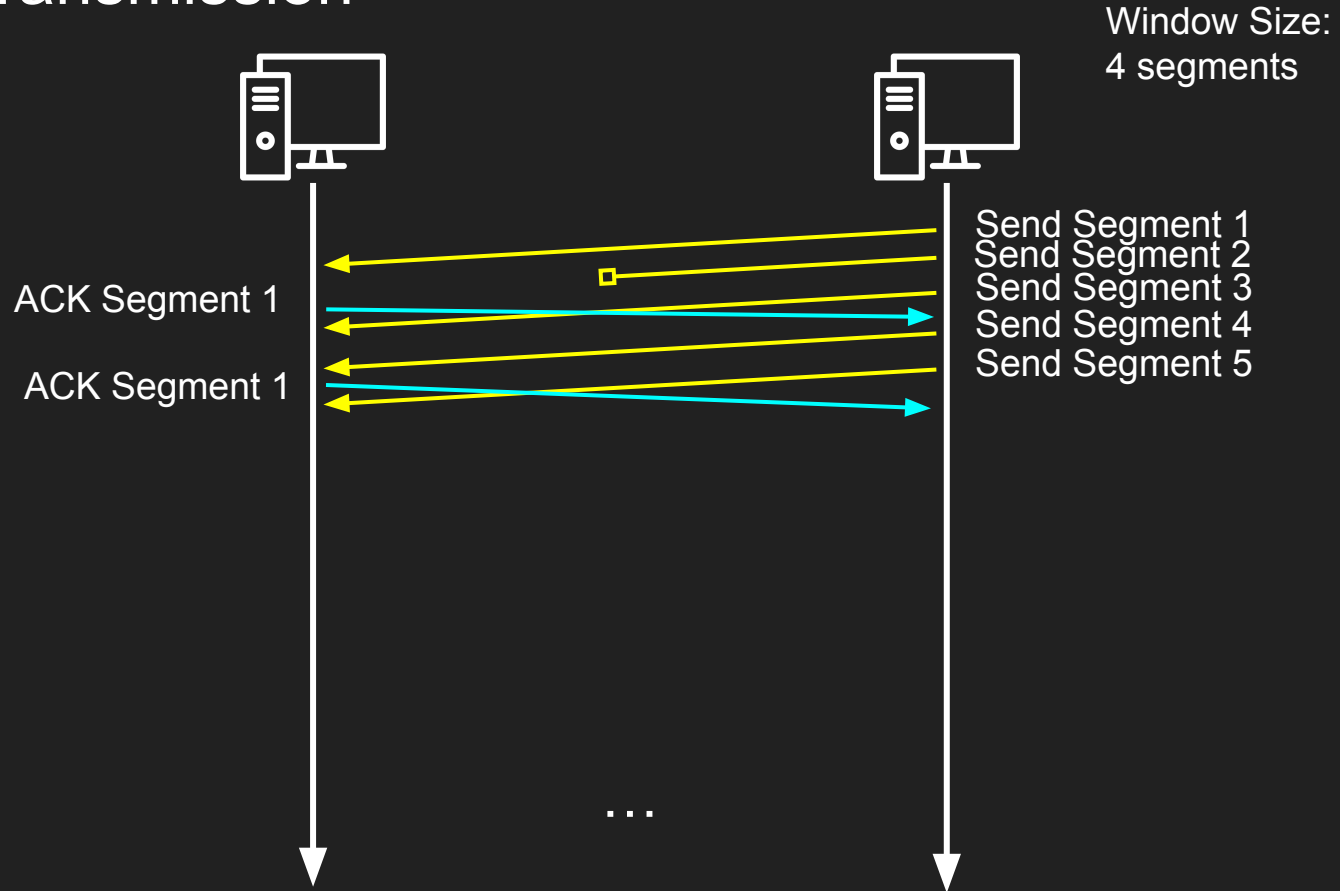 Window Size:
4 segments
Send Segment 1
Send Segment 2
Send Segment 3
Send Segment 4
Send Segment 5
ACK Segment 1
ACK Segment 1
...